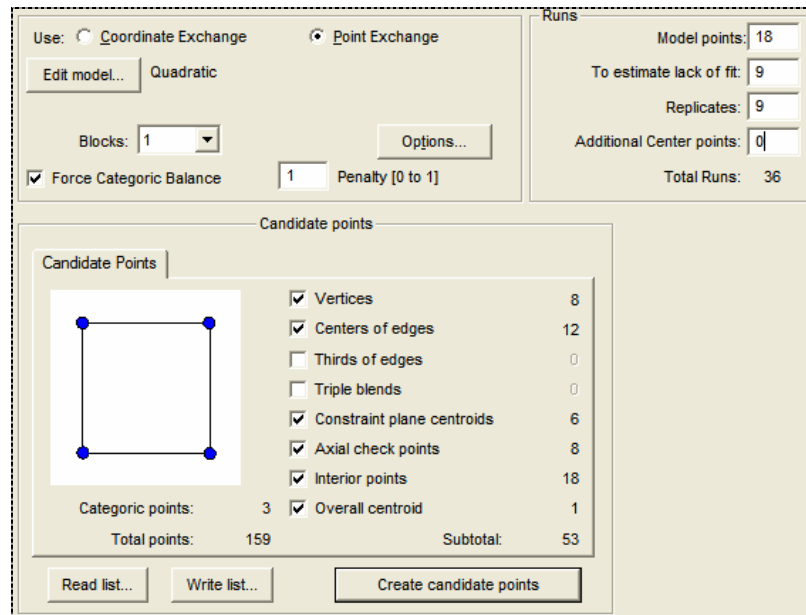 Use: Coordinate Exchange Point Exchange
Edit model... Quadratic
Blocks: 1 Options...
Force Categoric Balance 1 Penalty [0 to 1]
Runs
Model points: 18
To estimate lack of fit: 9
Replicates: 9
Additional Center points: 0
Total Runs: 36
Candidate points
Candidate Points
Vertices 8
Centers of edges 12
Thirds of edges 0
Triple blends 0
Constraint plane centroids 6
Axial check points 8
Interior points 18
Categoric points: 3 Overall centroid 1
Total points: 159 Subtotal: 53
Read list... Write list... Create candidate points